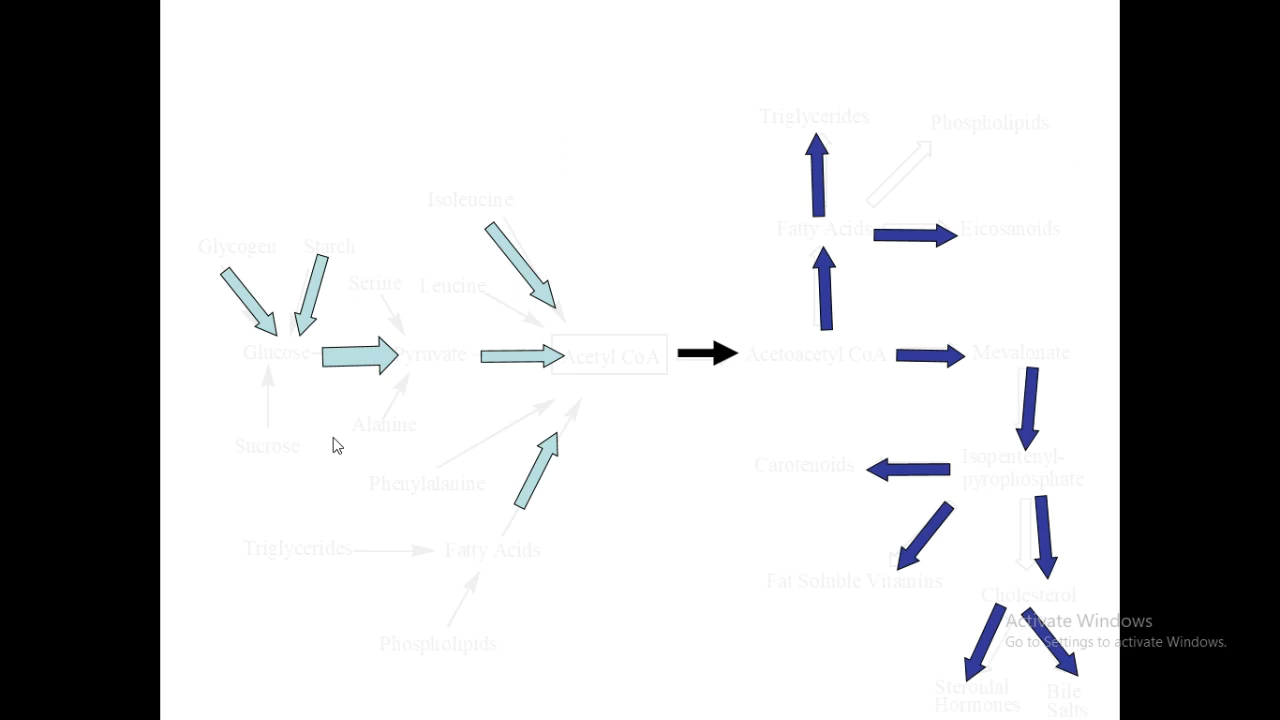 Triglycerides
Phospholipids
Isoleucine
Fatty Acids
Eicosanoids
Glycogen
Starch
Serine
Leucine
Glucose
Pyruvate
Acetyl CoA
Acetoacetyl CoA
Mevalonate
Alanine
Sucrose
Carotenoids
Isopentenyl-
pyrophosphate
Phenylalanine
Triglycerides
Fatty Acids
Fat Soluble Vitamins
Cholesterol
Activate Windows
Go to Settings to activate Windows.
Phospholipids
Steroidal
Hormones
Bile
Salts